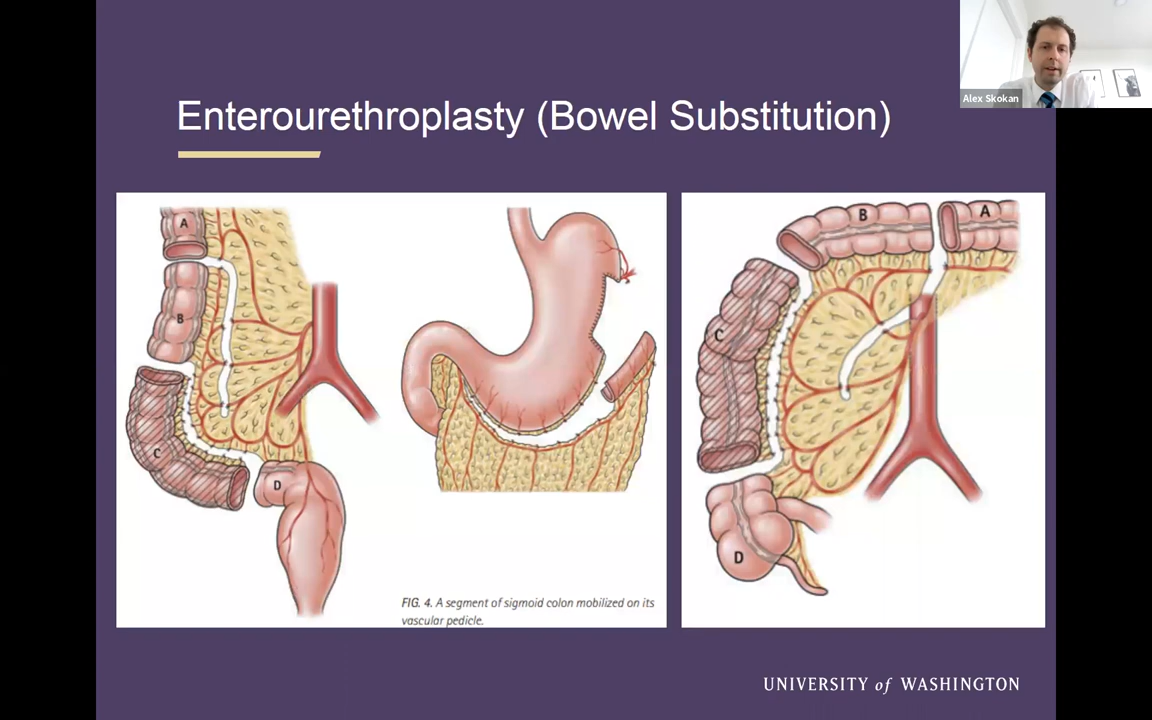 Alex Skokan
Enterourethroplasty (Bowel Substitution)
A
B
C
D
FIG. 4. A segment of sigmoid colon mobilized on its
vascular pedicle.
B
A
C
D
UNIVERSITY of WASHINGTON